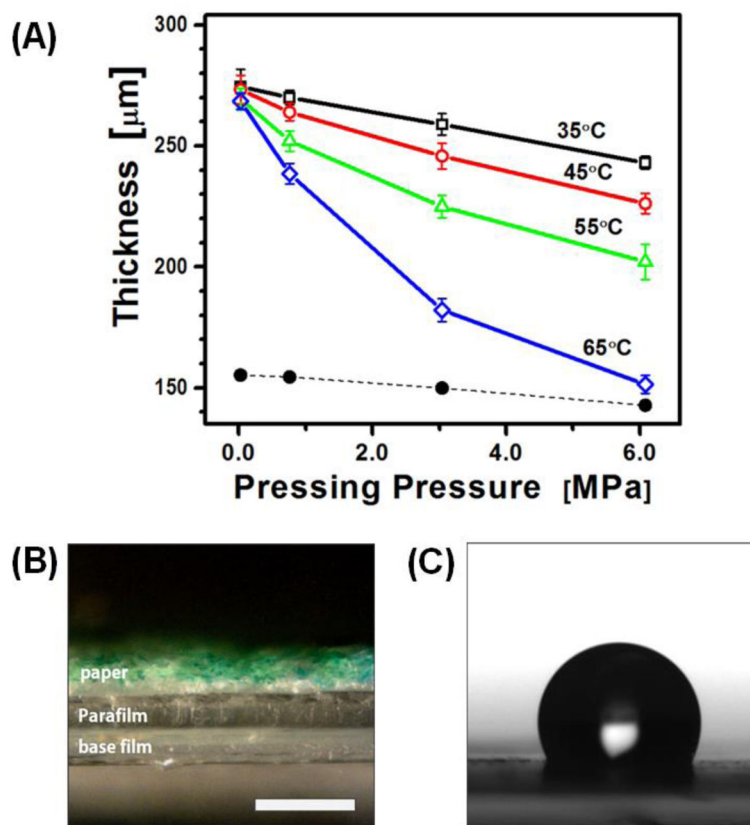 (A)
Thickness [μm]
300
250
200
150
35°C
45°C
55°C
65°C
0.0 2.0 4.0 6.0
Pressing Pressure [MPa]
(B)
paper
Parafilm
base film
(C)